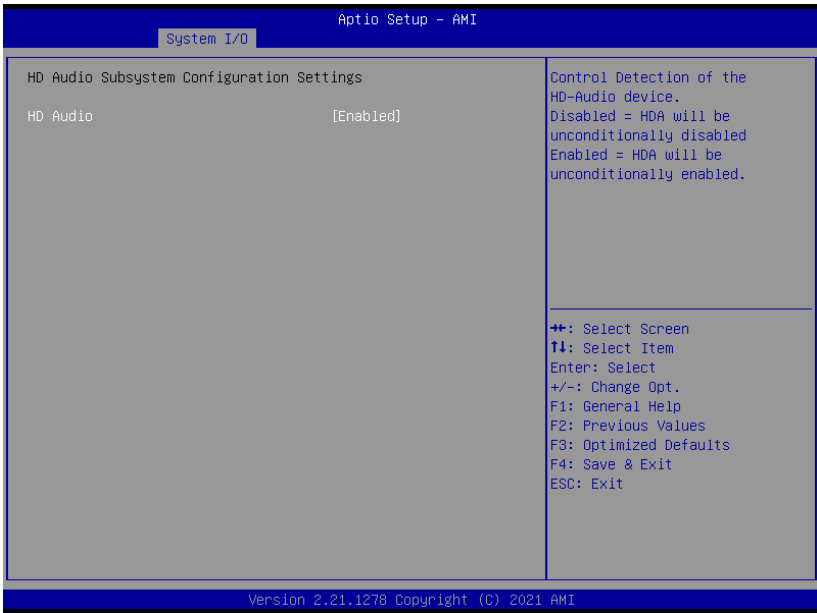 Aptio Setup – AMI
System I/O
HD Audio Subsystem Configuration Settings
HD Audio [Enabled]
Control Detection of the
HD-Audio device.
Disabled = HDA will be
unconditionally disabled
Enabled = HDA will be
unconditionally enabled.
→←: Select Screen
↑↓: Select Item
Enter: Select
+/-: Change Opt.
F1: General Help
F2: Previous Values
F3: Optimized Defaults
F4: Save & Exit
ESC: Exit
Version 2.21.1278 Copyright (C) 2021 AMI